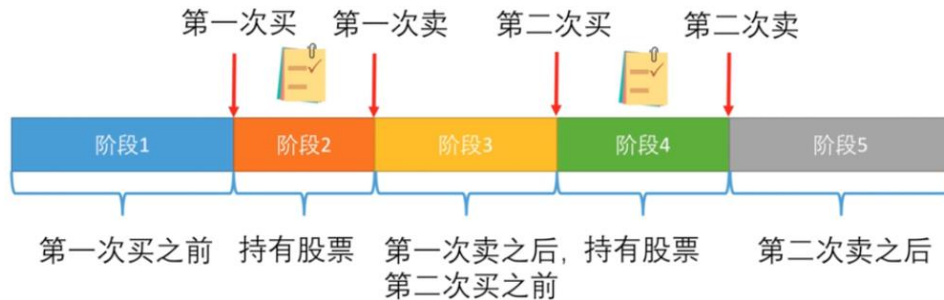 第一次买 第一次卖 第二次买 第二次卖
阶段1 阶段2 阶段3 阶段4 阶段5
第一次买之前 持有股票 第一次卖之后, 持有股票 第二次卖之后
第二次买之前